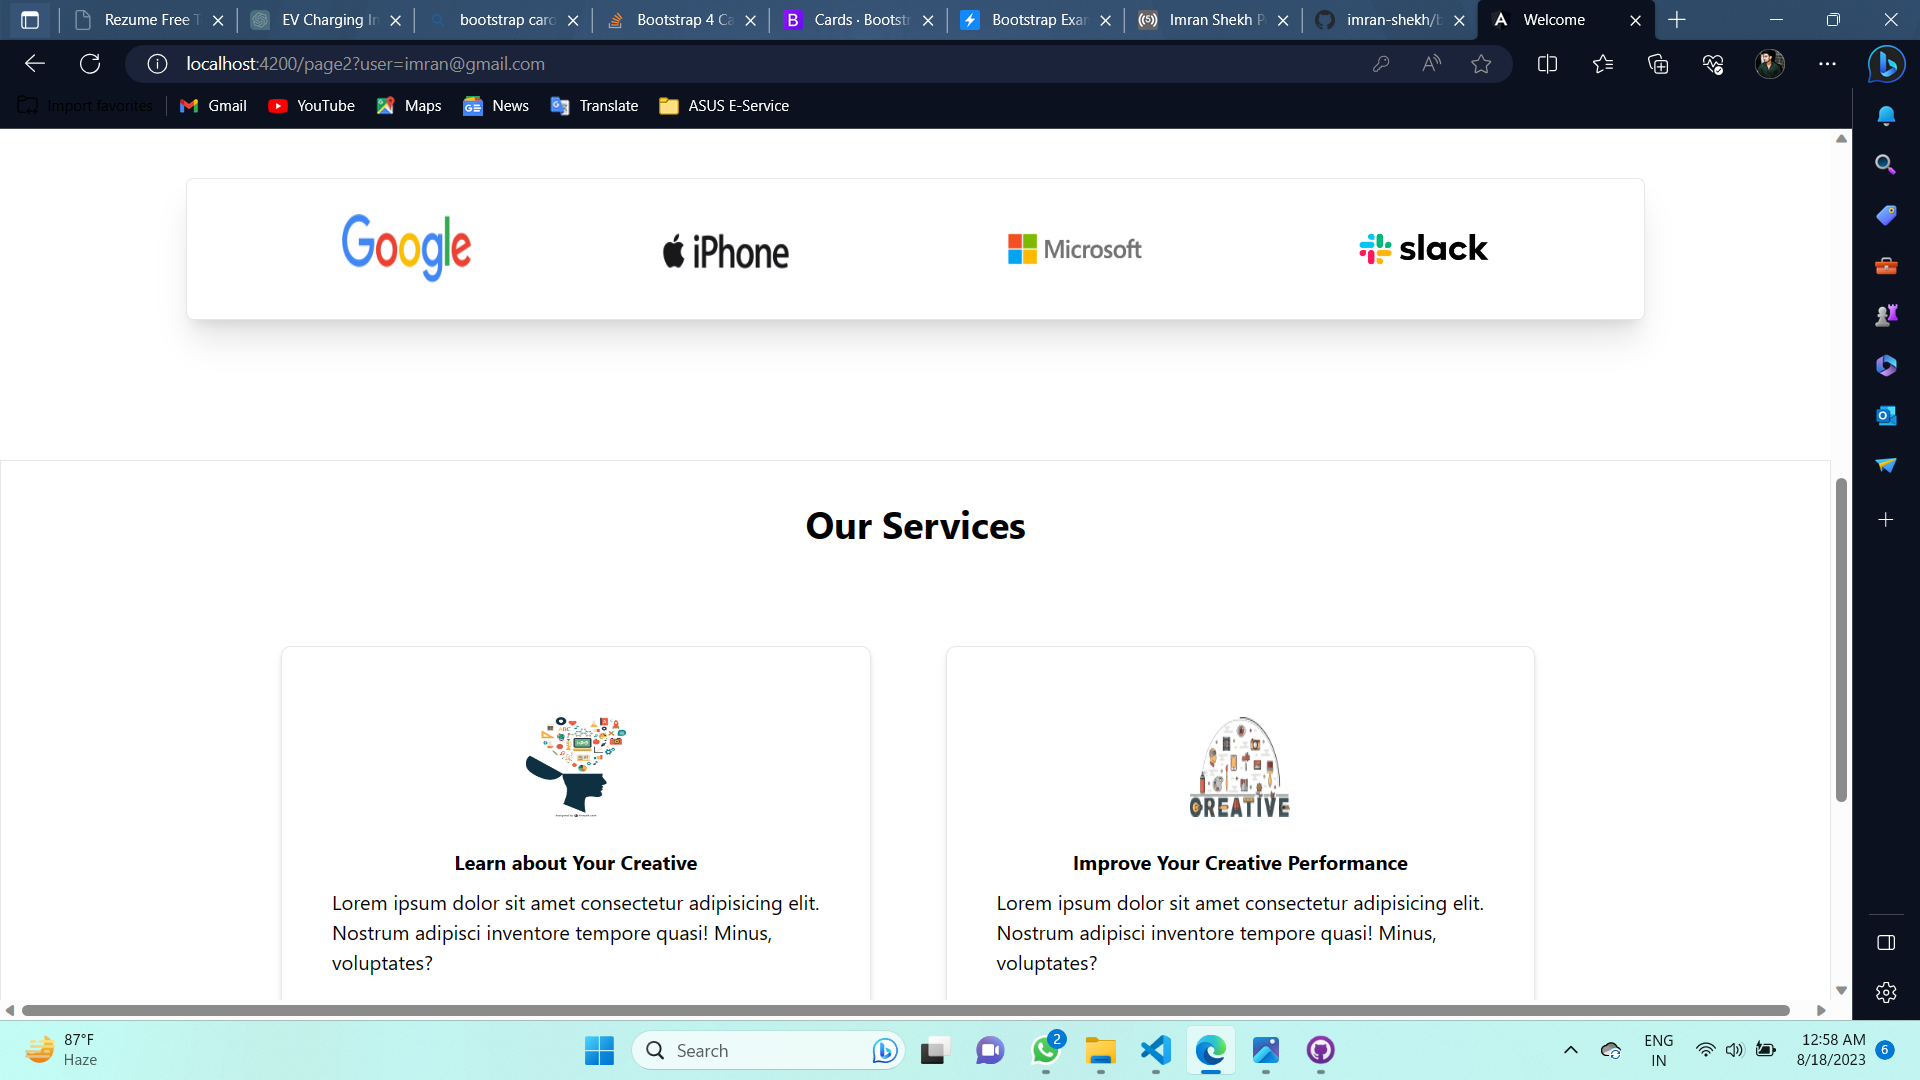 Rezume Free T
EV Charging In
bootstrap caro
Bootstrap 4 Ca
Cards · Bootstr
Bootstrap Exar
Imran Shekh P
imran-shekh/b
Welcome
localhost:4200/page2?user=imran@gmail.com
Import favorites
Gmail
YouTube
Maps
News
Translate
ASUS E-Service
Google
iPhone
Microsoft
slack
Our Services
CREATIVE
Learn about Your Creative
Lorem ipsum dolor sit amet consectetur adipisicing elit.
Nostrum adipisci inventore tempore quasi! Minus,
voluptates?
Improve Your Creative Performance
Lorem ipsum dolor sit amet consectetur adipisicing elit.
Nostrum adipisci inventore tempore quasi! Minus,
voluptates?
87°F
Haze
Search
2
ENG
IN
12:58 AM
8/18/2023
6